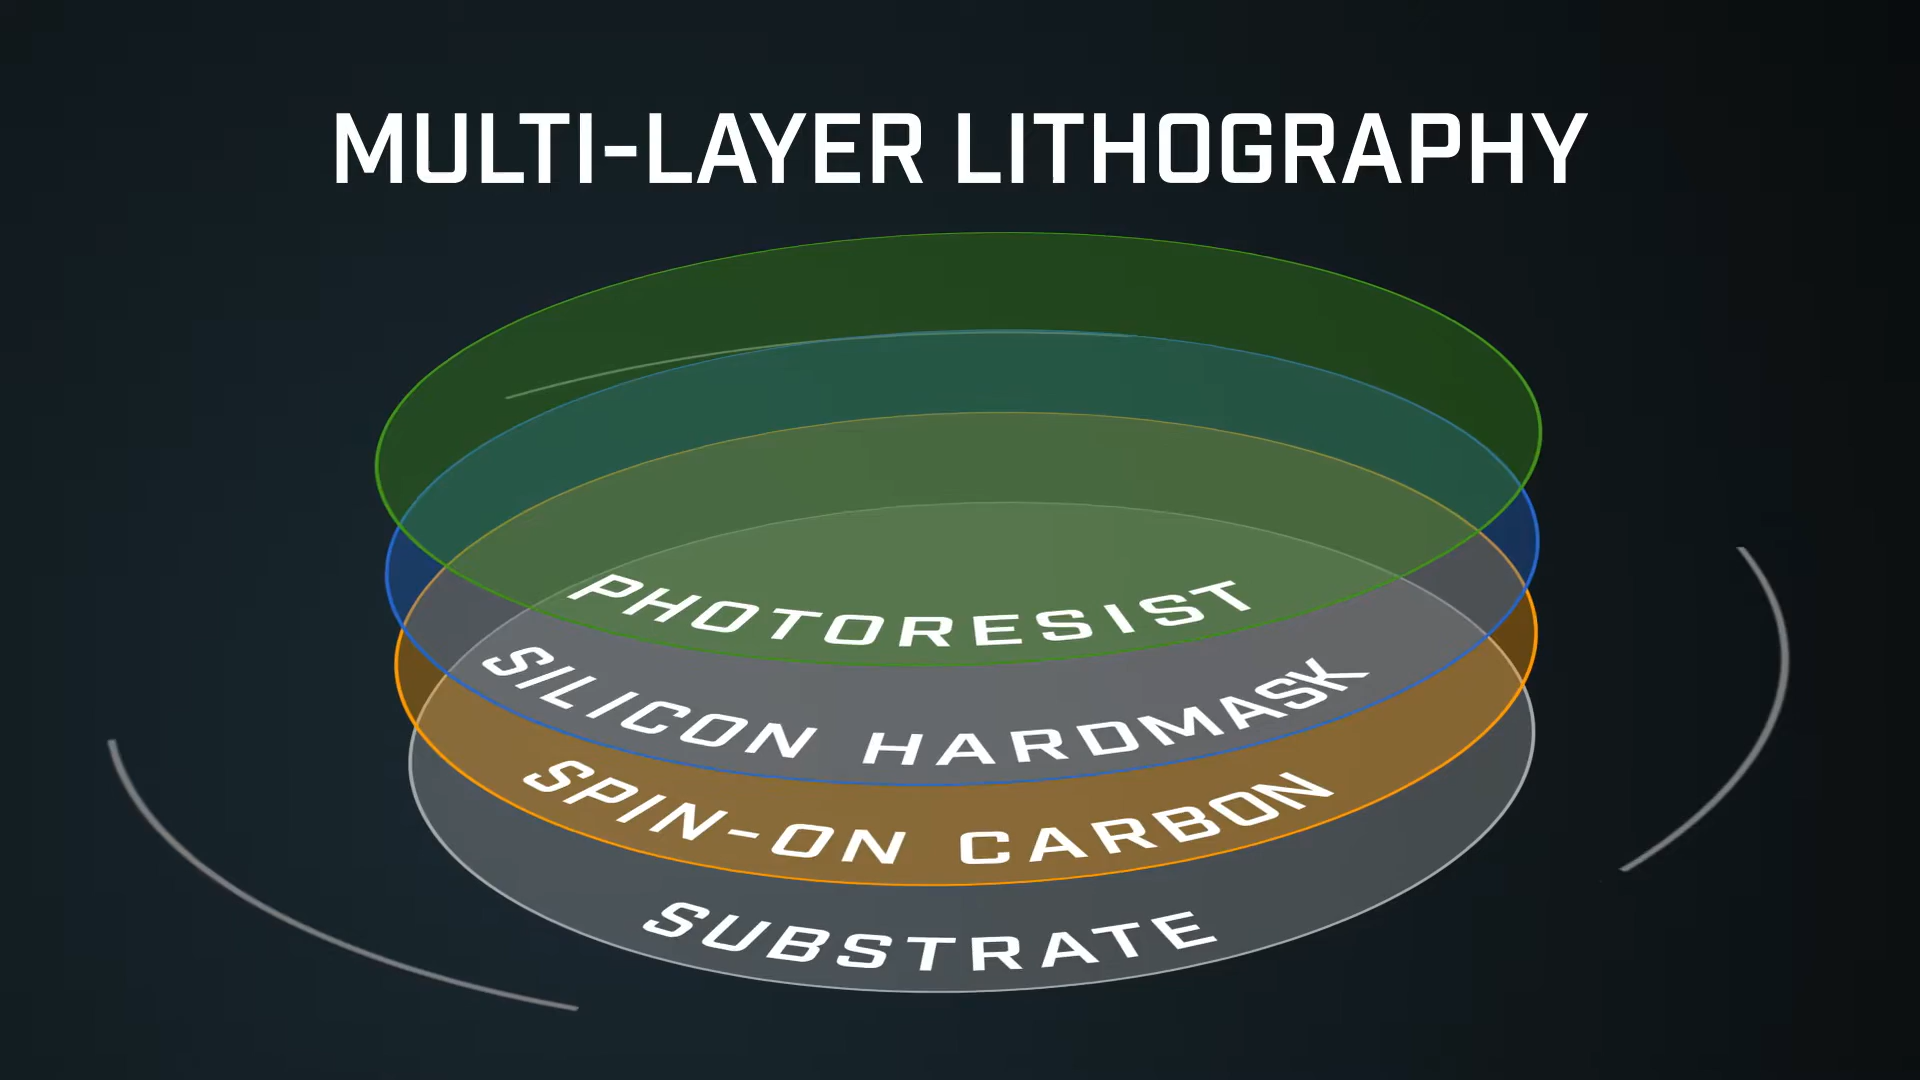 MULTI-LAYER LITHOGRAPHY
PHOTORESIST
SILICON HARDMASK
SPIN-ON CARBON
SUBSTRATE